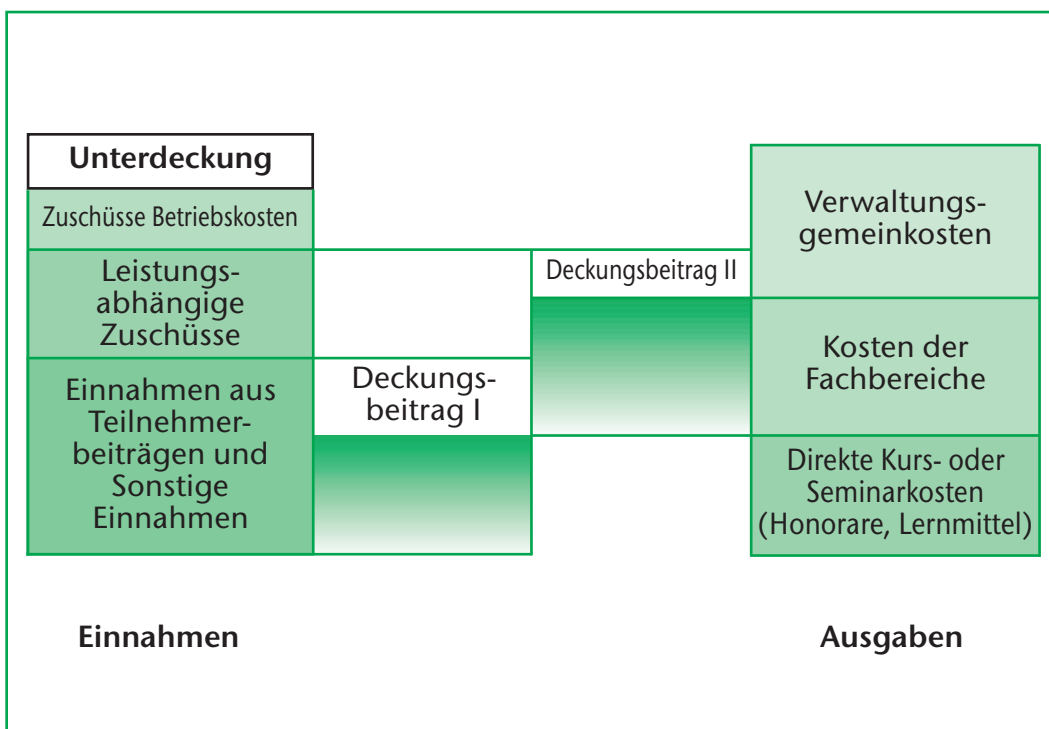 Unterdeckung
Zuschüsse Betriebskosten
Leistungs-
abhängige
Zuschüsse
Einnahmen aus
Teilnehmer-
beiträgen und
Sonstige
Einnahmen
Deckungs-
beitrag I
Deckungsbeitrag II
Verwaltungs-
gemeinkosten
Kosten der
Fachbereiche
Direkte Kurs- oder
Seminarkosten
(Honorare, Lernmittel)
Einnahmen
Ausgaben